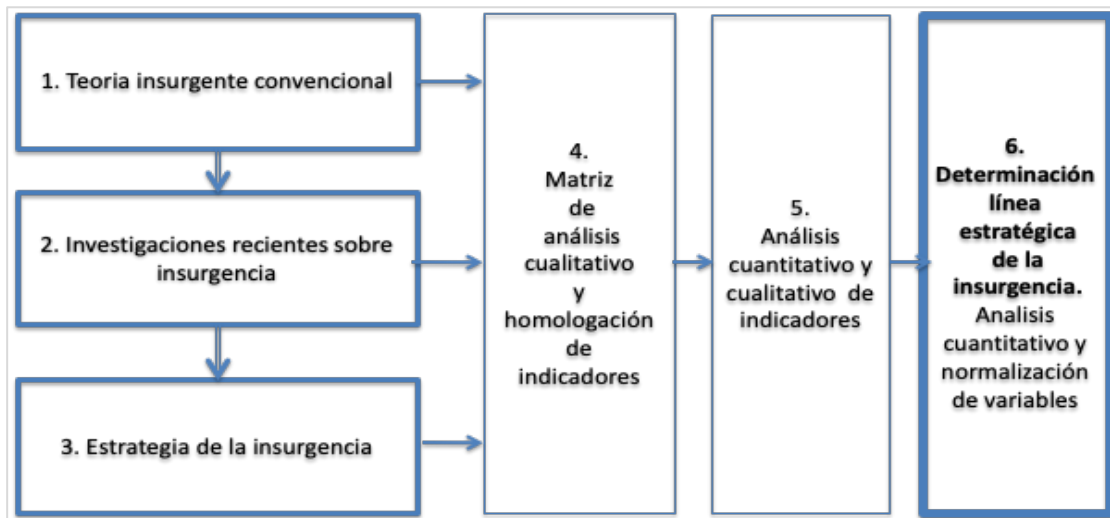 1. Teoria insurgente convencional
2. Investigaciones recientes sobre
insurgencia
3. Estrategia de la insurgencia
4.
Matriz
de
análisis
cualitativo
y
homologación
de
indicadores
5.
Análisis
cuantitativo y
cualitativo de
indicadores
6.
Determinación
línea
estratégica
de la
insurgencia.
Analisis
cuantitativo y
normalización
de variables